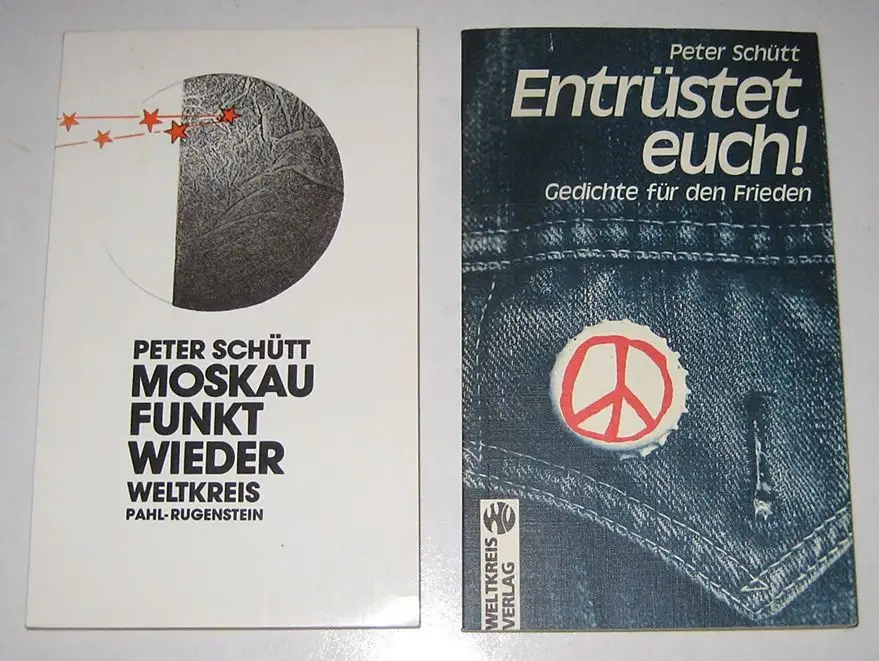 PETER SCHÜTT
MOSKAU
FUNKT
WIEDER
WELTKREIS
PAHL-RUGENSTEIN
Peter Schütt
Entrüstet
euch!
Gedichte für den Frieden
WELTKREIS
VERLAG